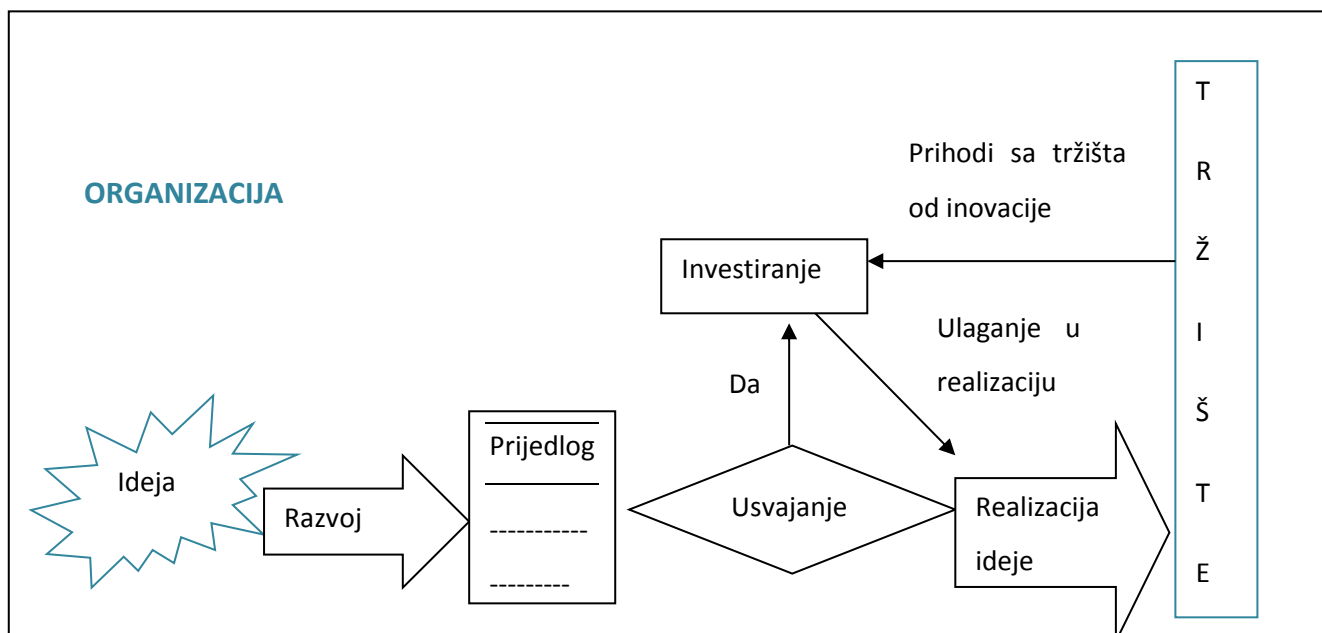 ORGANIZACIJA
Prihodi sa tržišta
od inovacije
Investiranje
Ulaganje u
realizaciju
Da
Ideja
Razvoj
Prijedlog
-----------
---------
Usvajanje
Realizacija
ideje
T
R
Ž
I
Š
T
E